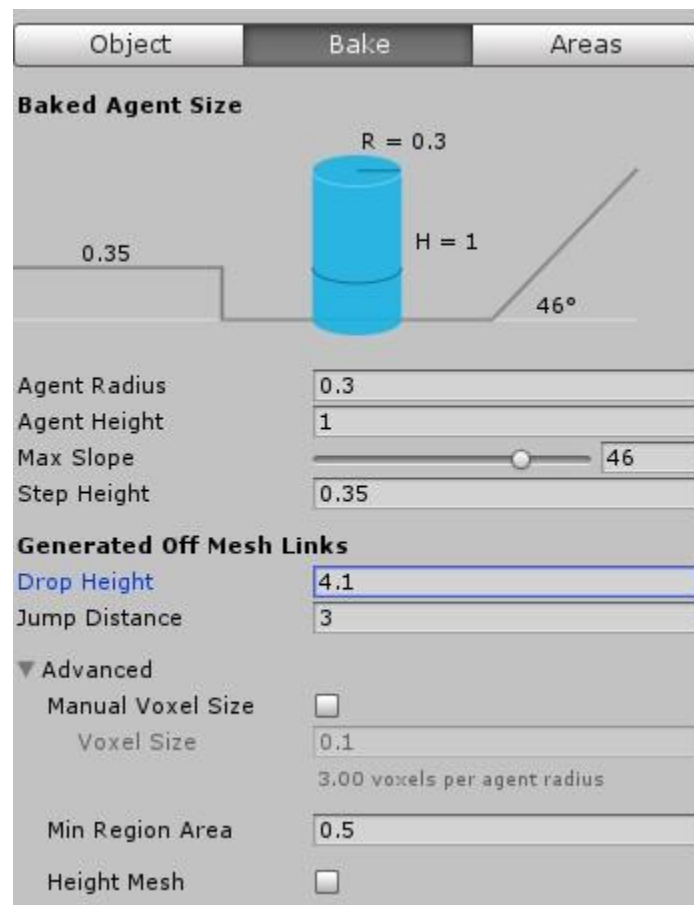 Object Bake Areas
Baked Agent Size
R = 0.3
0.35
H = 1
46°
Agent Radius 0.3
Agent Height 1
Max Slope 46
Step Height 0.35
Generated Off Mesh Links
Drop Height 4.1
Jump Distance 3
Advanced
Manual Voxel Size
Voxel Size 0.1
3.00 voxels per agent radius
Min Region Area 0.5
Height Mesh